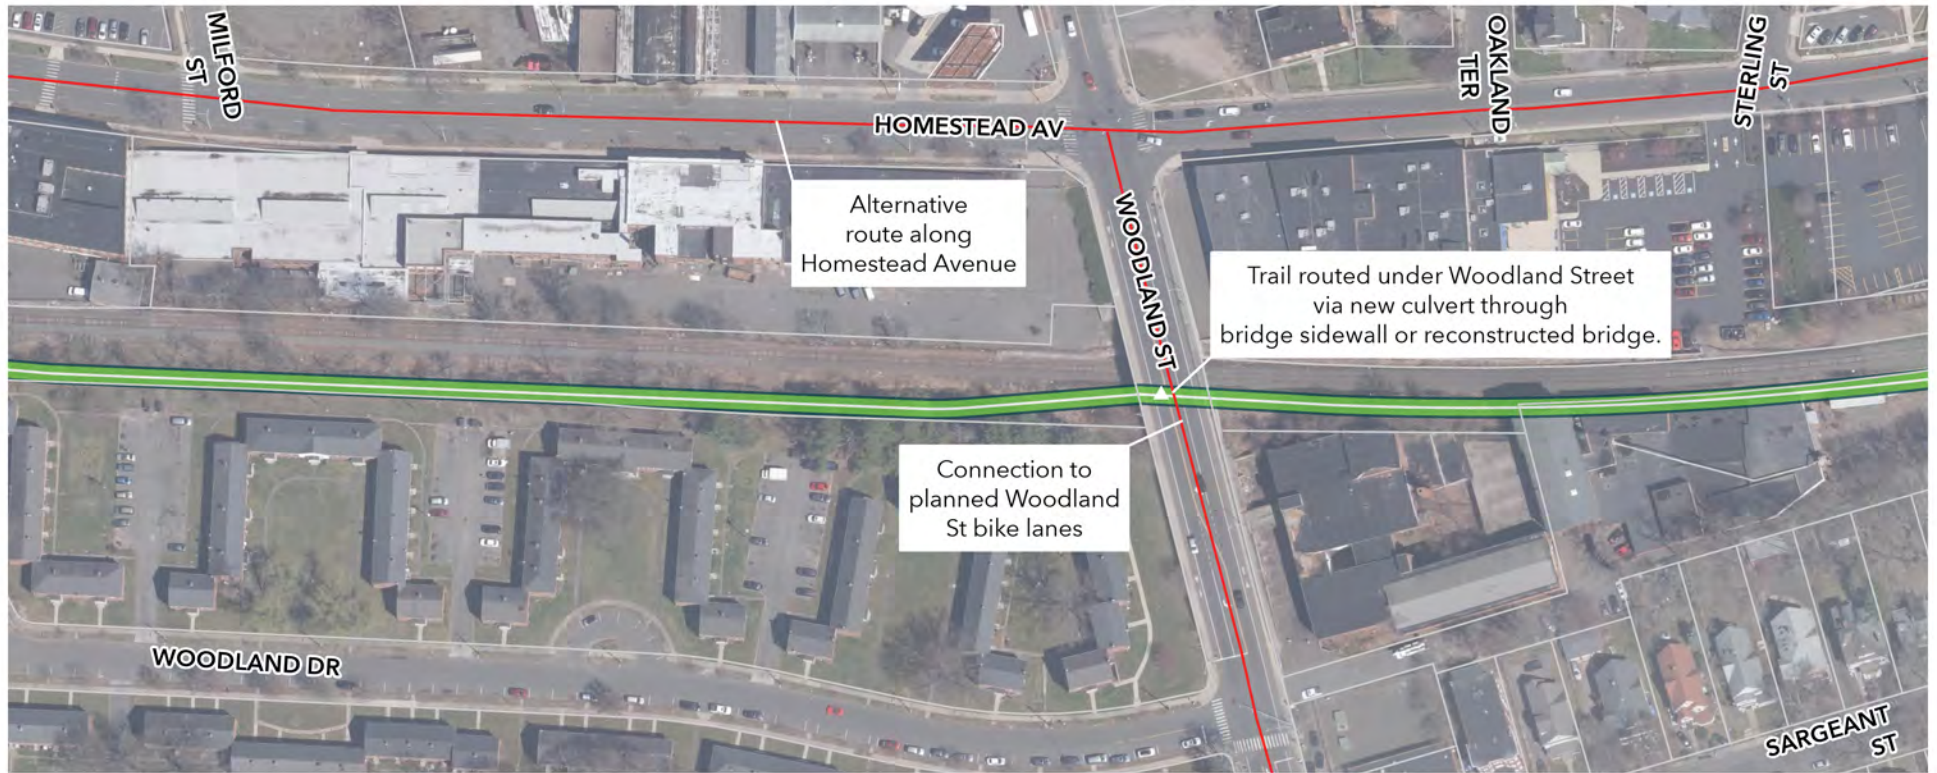 MILFORD
ST
OAKLAND
TER
STERLING
ST
HOMESTEAD AV
Alternative
route along
Homestead Avenue
WOODLAND ST
Trail routed under Woodland Street
via new culvert through
bridge sidewall or reconstructed bridge.
Connection to
planned Woodland
St bike lanes
WOODLAND DR
SARGEANT
ST